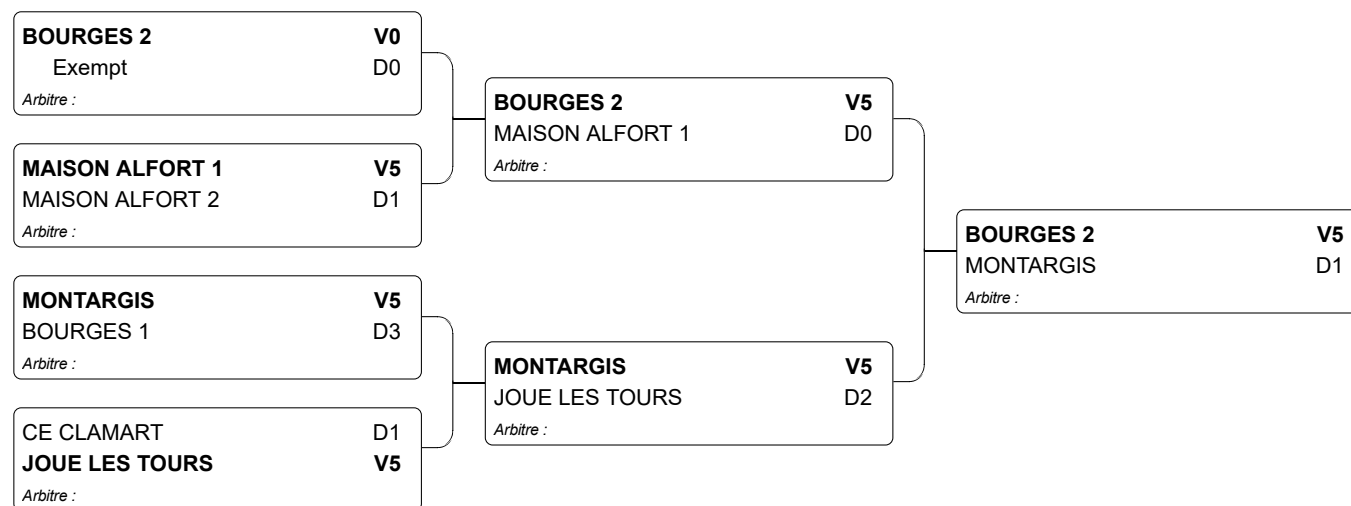 BOURGES 2 V0
Exempt D0
Arbitre :
MAISON ALFORT 1 V5
MAISON ALFORT 2 D1
Arbitre :
MONTARGIS V5
BOURGES 1 D3
Arbitre :
CE CLAMART D1
JOUE LES TOURS V5
Arbitre :
BOURGES 2 V5
MAISON ALFORT 1 D0
Arbitre :
MONTARGIS V5
JOUE LES TOURS D2
Arbitre :
BOURGES 2 V5
MONTARGIS D1
Arbitre :